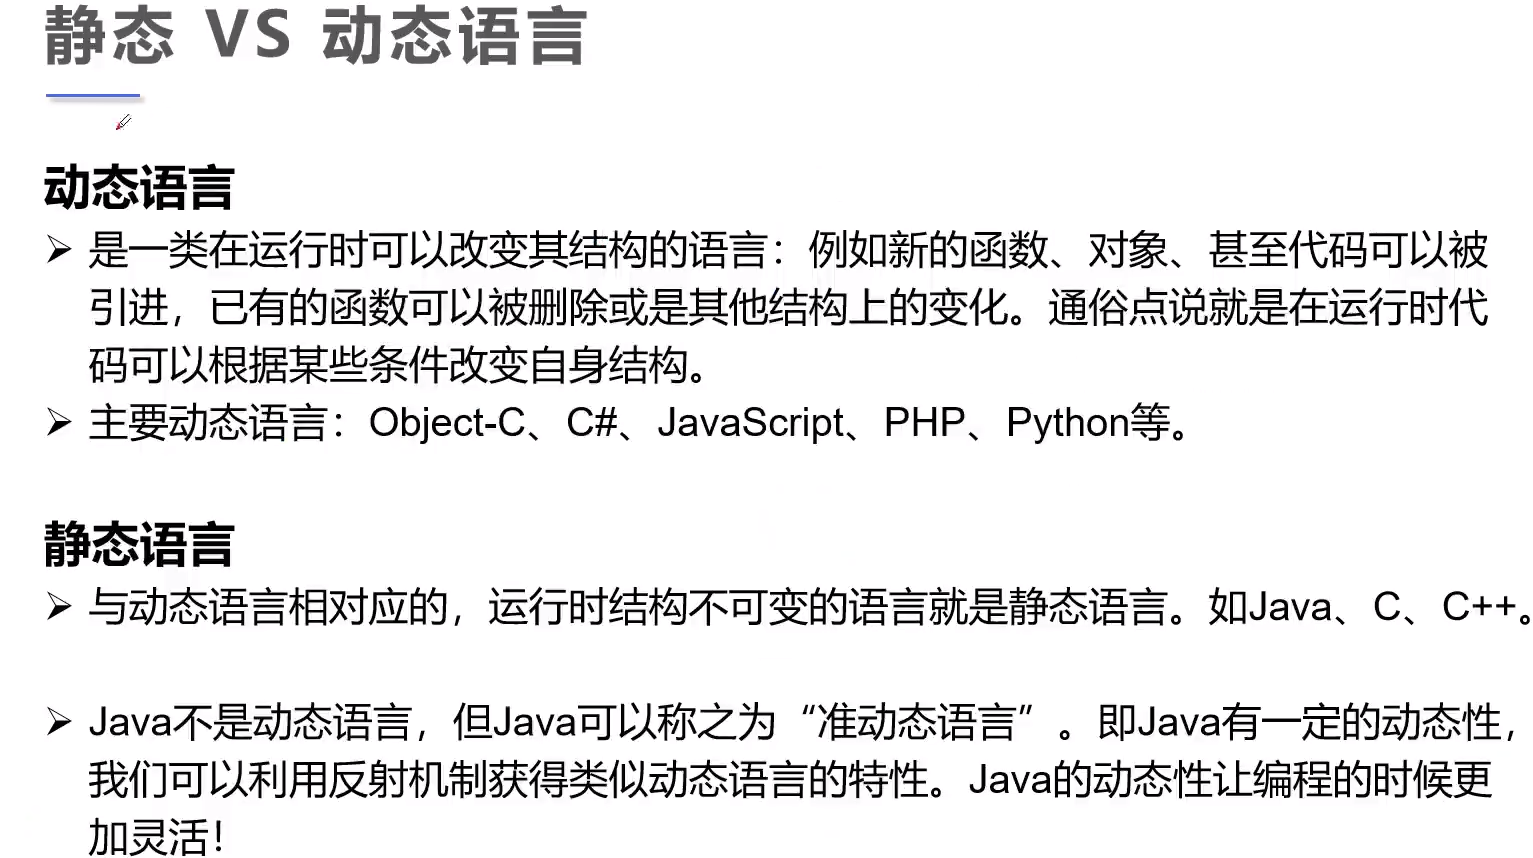 静态 VS 动态语言
动态语言
➢ 是一类在运行时可以改变其结构的语言：例如新的函数、对象、甚至代码可以被
引进，已有的函数可以被删除或是其他结构上的变化。通俗点说就是在运行时代
码可以根据某些条件改变自身结构。
➢ 主要动态语言：Object-C、C#、JavaScript、PHP、Python等。
静态语言
➢ 与动态语言相对应的，运行时结构不可变的语言就是静态语言。如Java、C、C++。
➢ Java不是动态语言，但Java可以称之为“准动态语言”。即Java有一定的动态性，
我们可以利用反射机制获得类似动态语言的特性。Java的动态性让编程的时候更
加灵活！